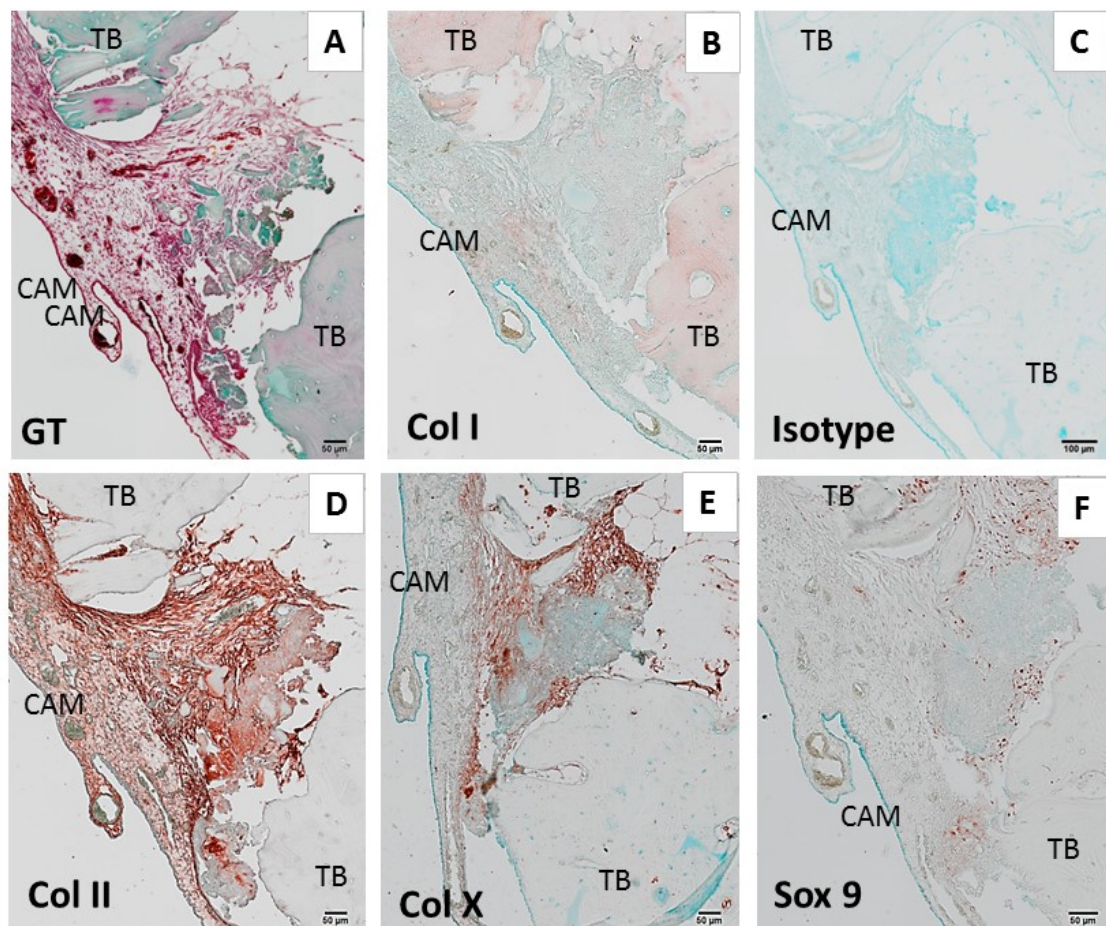 TB
A
CAM
CAM
TB
GT
50 µm
TB
B
CAM
TB
Col I
50 µm
TB
C
CAM
TB
Isotype
100 µm
TB
D
CAM
TB
Col II
50 µm
TB
E
CAM
TB
Col X
50 µm
TB
F
CAM
TB
Sox 9
50 µm